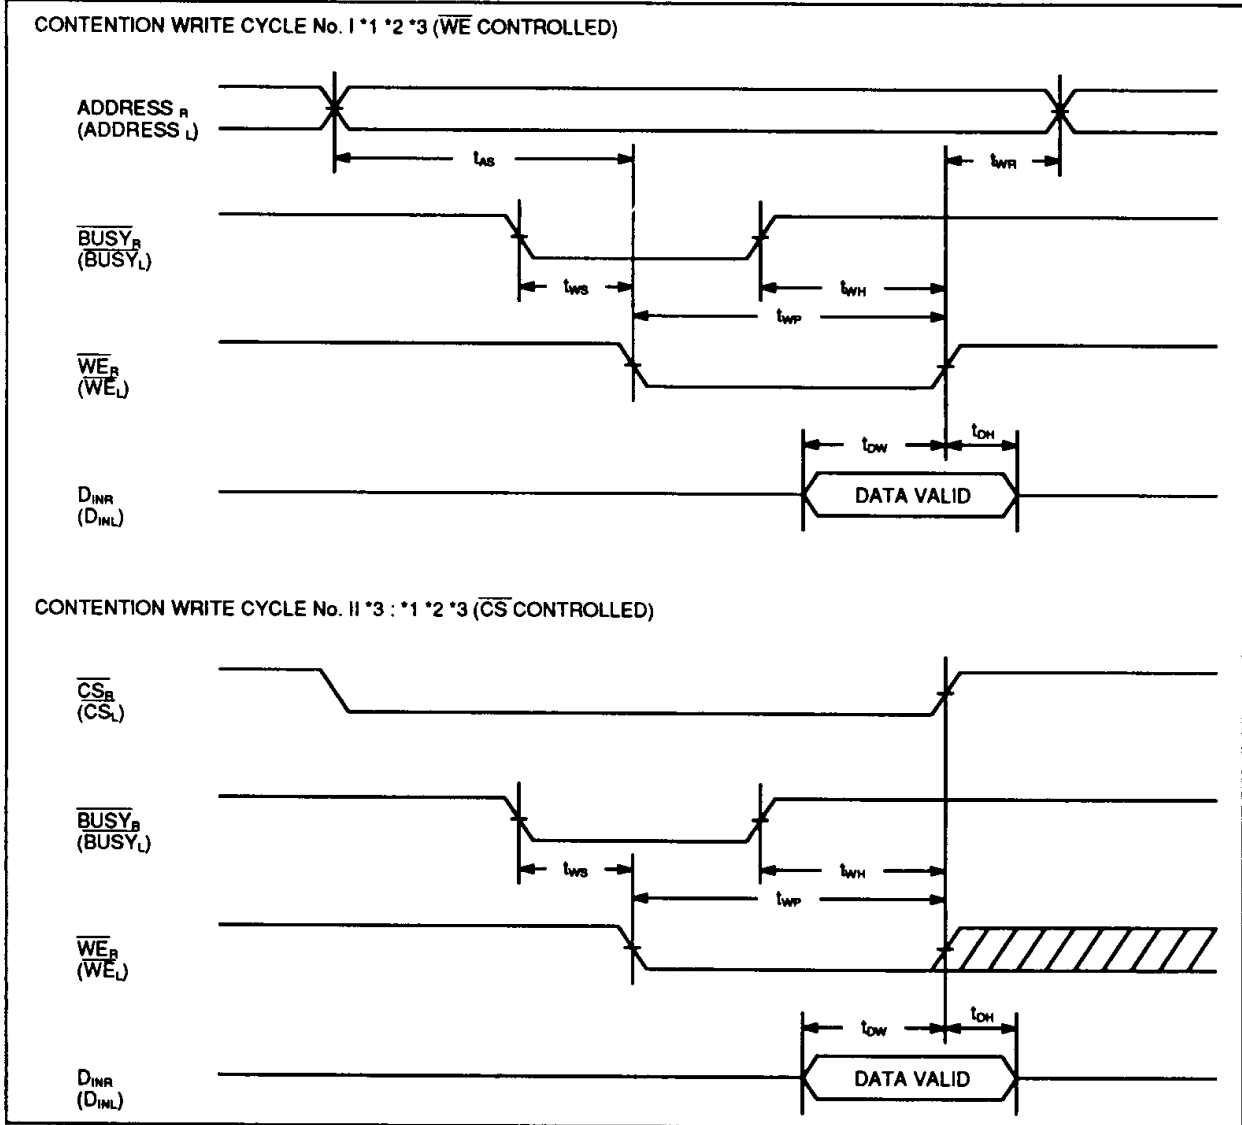 CONTENTION WRITE CYCLE No. I *1 *2 *3 (WE CONTROLLED)
ADDRESS R
(ADDRESS L)
tAS
tWR
BUSYR
(BUSYL)
tWS
tWH
tWP
WER
(WEL)
tDW
tDH
DINR
(DINL)
DATA VALID
CONTENTION WRITE CYCLE No. II *3 : *1 *2 *3 (CS CONTROLLED)
CSR
(CSL)
BUSYR
(BUSYL)
tWS
tWH
tWP
WER
(WEL)
tDW
tDH
DINR
(DINL)
DATA VALID